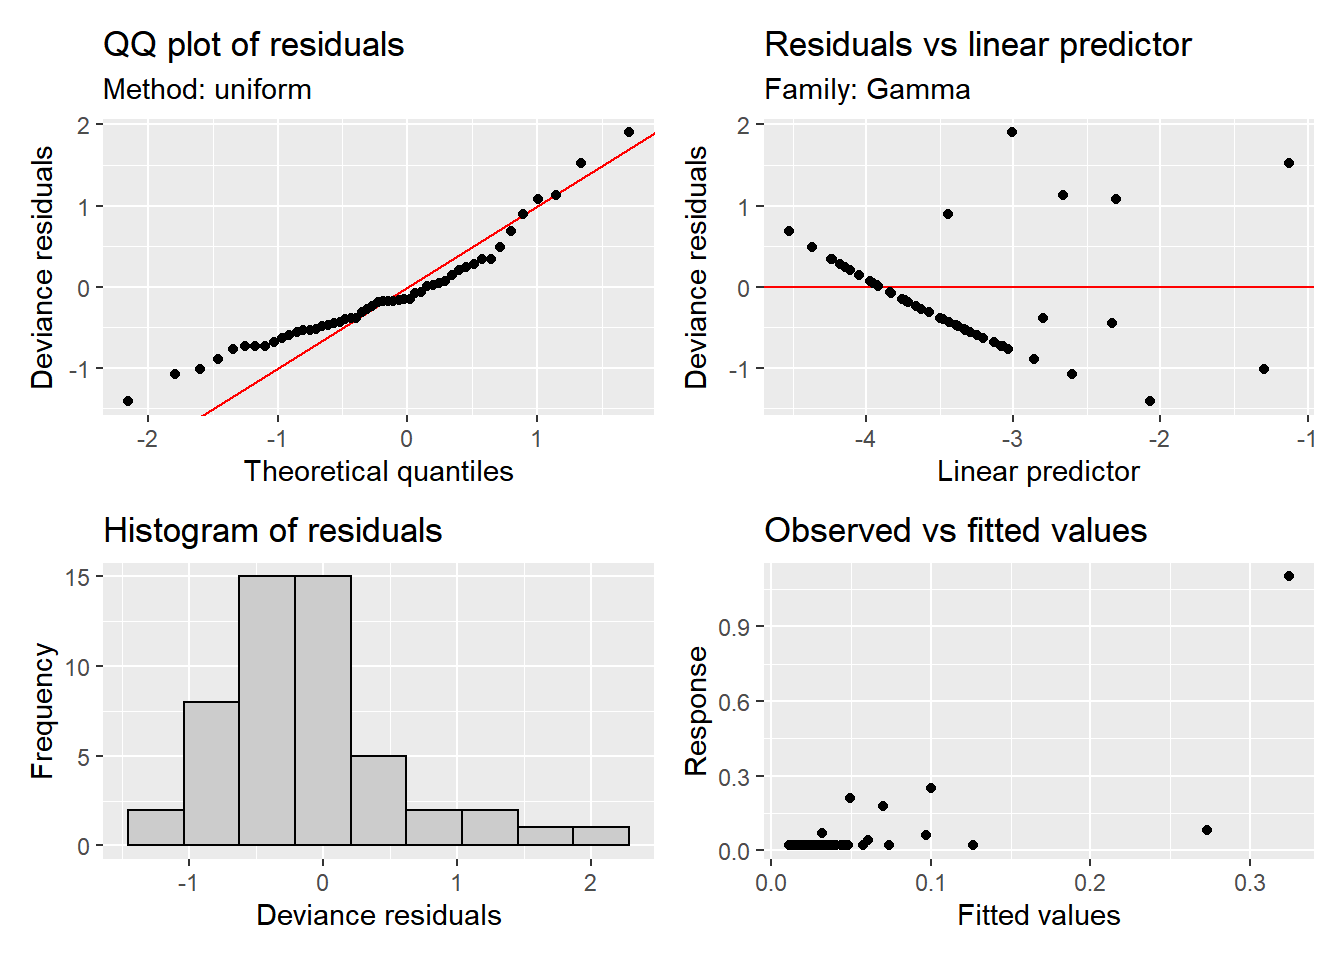 QQ plot of residuals
Method: uniform
2
1
0
-1
Deviance residuals
-2
-1
0
1
Theoretical quantiles
Residuals vs linear predictor
Family: Gamma
2
1
0
-1
Deviance residuals
-4
-3
-2
-1
Linear predictor
Histogram of residuals
15
10
5
0
Frequency
-1
0
1
2
Deviance residuals
Observed vs fitted values
0.9
0.6
0.3
0.0
Response
0.0
0.1
0.2
0.3
Fitted values